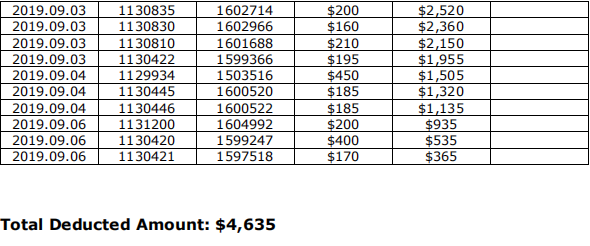 2019.09.03 1130835 1602714 $200 $2,520
2019.09.03 1130830 1602966 $160 $2,360
2019.09.03 1130810 1601688 $210 $2,150
2019.09.03 1130422 1599366 $195 $1,955
2019.09.04 1129934 1503516 $450 $1,505
2019.09.04 1130445 1600520 $185 $1,320
2019.09.04 1130446 1600522 $185 $1,135
2019.09.06 1131200 1604992 $200 $935
2019.09.06 1130420 1599247 $400 $535
2019.09.06 1130421 1597518 $170 $365
Total Deducted Amount: $4,635